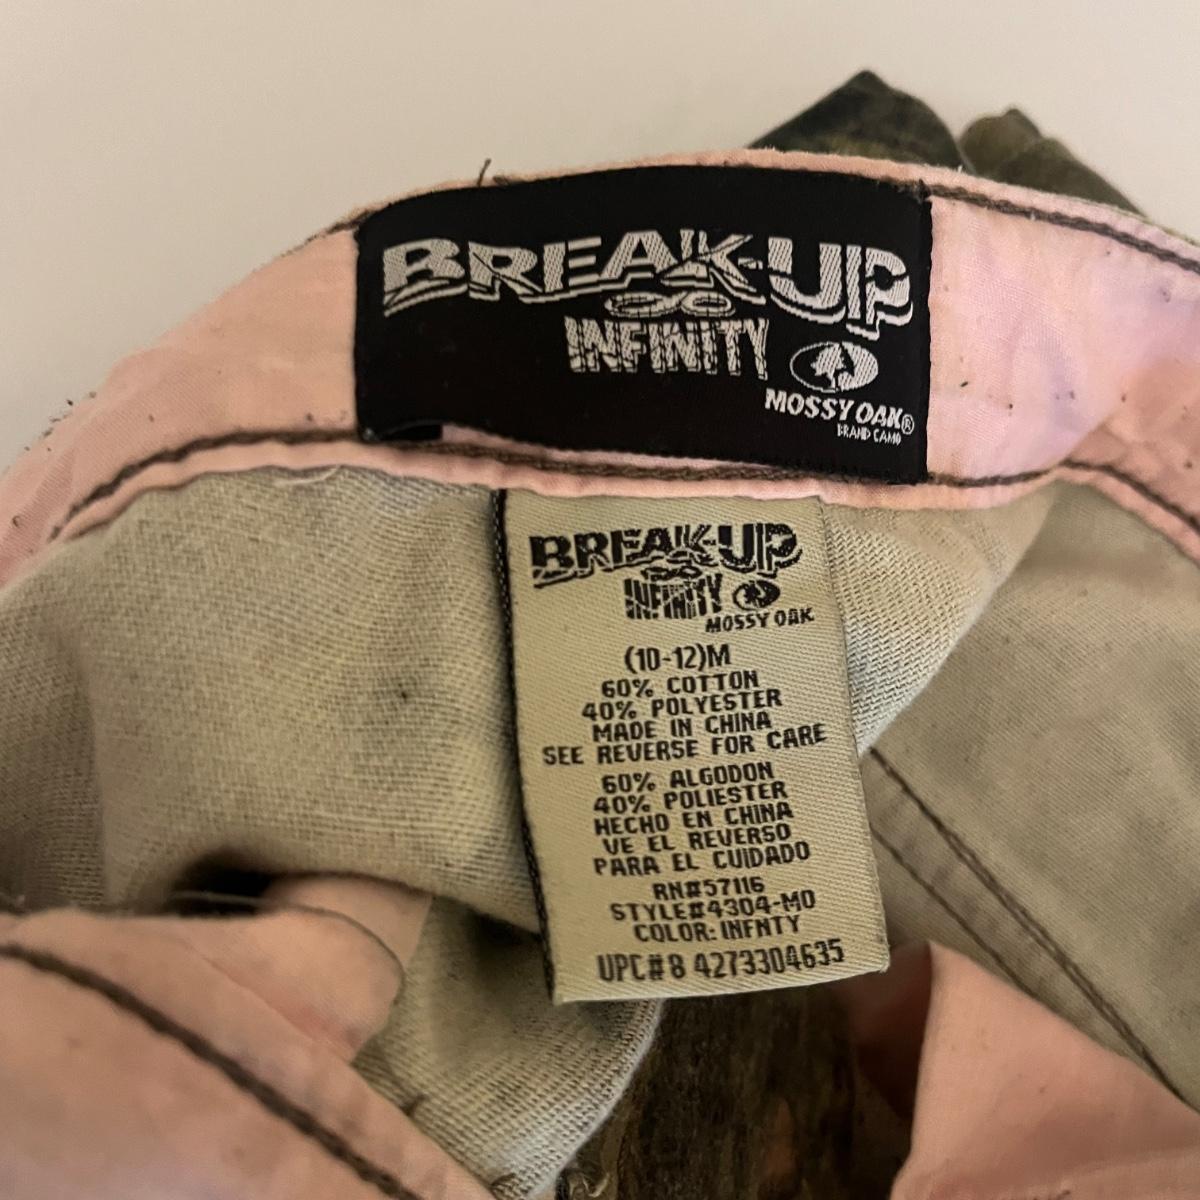 BREAK-UP
INFINITY
MOSSY OAK®
BRAND CAMO
BREAK-UP
INFINITY
MOSSY OAK
(10-12)M
60% COTTON
40% POLYESTER
MADE IN CHINA
SEE REVERSE FOR CARE
60% ALGODON
40% POLIESTER
HECHO EN CHINA
VE EL REVERSO
PARA EL CUIDADO
RN#57116
STYLE#4304-MO
COLOR: INFNTY
UPC#8 4273304635